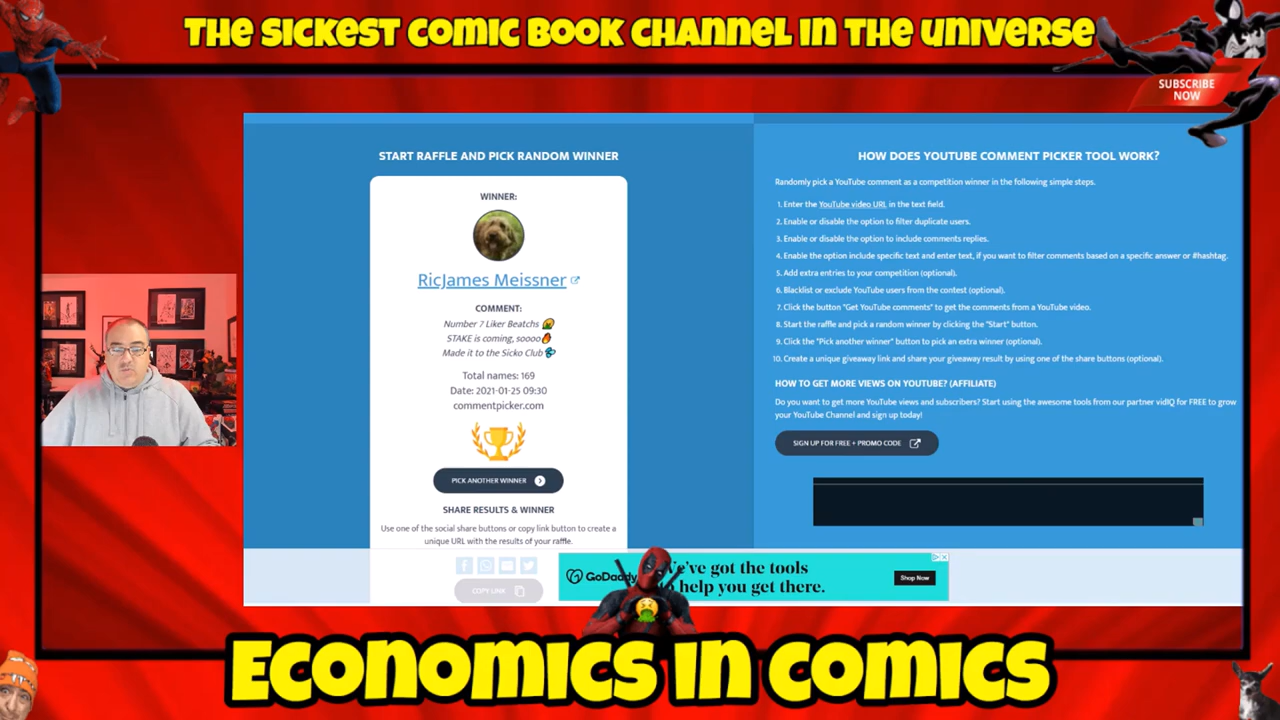 THE SICKEST COMIC BOOK CHANNEL IN THE UNIVERSE
SUBSCRIBE
NOW
START RAFFLE AND PICK RANDOM WINNER
WINNER:
RicJames Meissner
COMMENT:
Number 7 Liker Beatchs
STAKE is coming, soooo
Made it to the Sicko Club
Total names: 169
Date: 2021-01-25 09:30
commentpicker.com
PICK ANOTHER WINNER
SHARE RESULTS & WINNER
Use one of the social share buttons or copy link button to create a
unique URL with the results of your raffle.
COPY LINK
HOW DOES YOUTUBE COMMENT PICKER TOOL WORK?
Randomly pick a YouTube comment as a competition winner in the following simple steps.
1. Enter the YouTube video URL in the text field.
2. Enable or disable the option to filter duplicate users.
3. Enable or disable the option to include comments replies.
4. Enable the option include specific text and enter text, if you want to filter comments based on a specific answer or #hashtag.
5. Add extra entries to your competition (optional).
6. Blacklist or exclude YouTube users from the contest (optional).
7. Click the button "Get YouTube comments" to get the comments from a YouTube video.
8. Start the raffle and pick a random winner by clicking the "Start" button.
9. Click the "Pick another winner" button to pick an extra winner (optional).
10. Create a unique giveaway link and share your giveaway result by using one of the share buttons (optional).
HOW TO GET MORE VIEWS ON YOUTUBE? (AFFILIATE)
Do you want to get more YouTube views and subscribers? Start using the awesome tools from our partner vidIQ for FREE to grow
your YouTube Channel and sign up today!
SIGN UP FOR FREE + PROMO CODE
GoDaddy
We've got the tools
to help you get there.
Shop Now
ECONOMICS IN COMICS